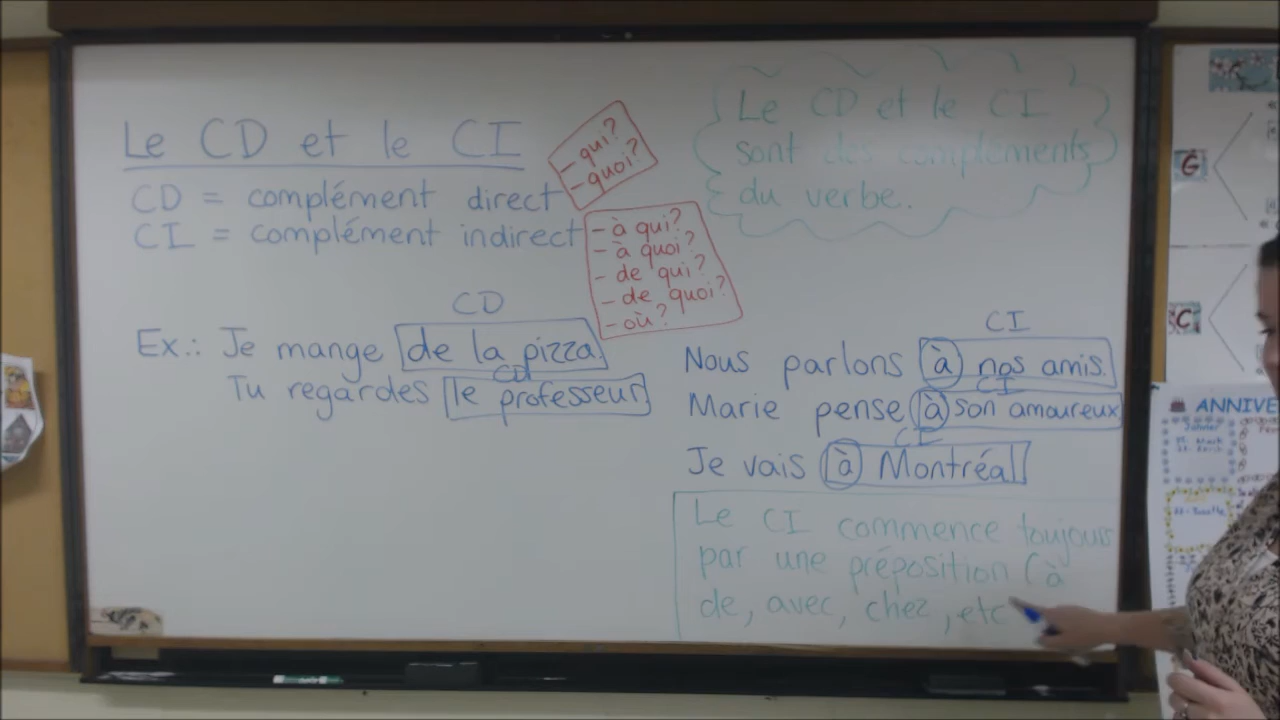 Le CD et le CI
CD = complément direct
CI = complément indirect
- qui?
- quoi?
- à qui?
- à quoi?
- de qui?
- de quoi?
- où?
Le CD et le CI
sont des compléments
du verbe.
CD
Ex.: Je mange de la pizza.
CD
Tu regardes le professeur
CI
Nous parlons à nos amis.
CI
Marie pense à son amoureux
CI
Je vais à Montréal
Le CI commence toujours
par une préposition (à
de, avec, chez, etc
G
C
ANNIVE